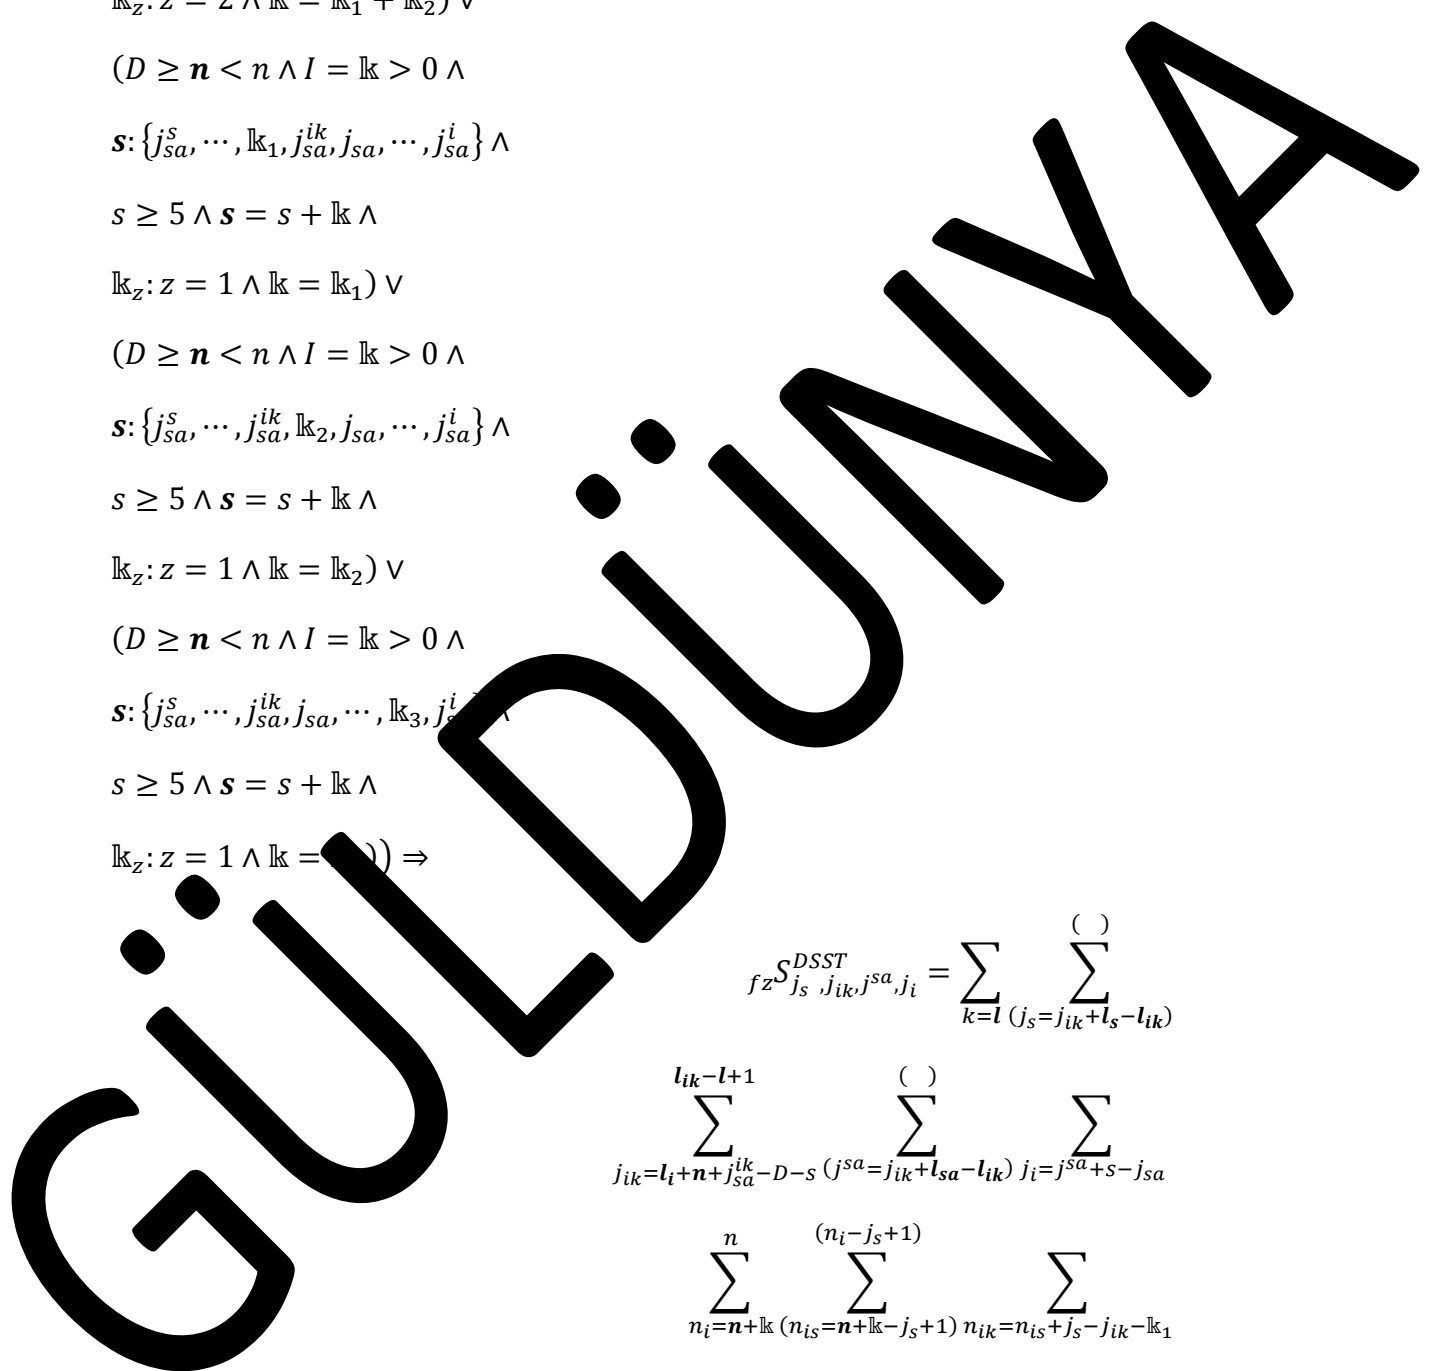 𝕜_z: z = 2 ∧ 𝕜 = 𝕜_1 + 𝕜_2) ∨
(D ≥ 𝒏 < n ∧ I = 𝕜 > 0 ∧
𝒔: {j_{sa}^{s}, ⋯, 𝕜_1, j_{sa}^{ik}, j_{sa}, ⋯, j_{sa}^{i}} ∧
s ≥ 5 ∧ 𝒔 = s + 𝕜 ∧
𝕜_z: z = 1 ∧ 𝕜 = 𝕜_1) ∨
(D ≥ 𝒏 < n ∧ I = 𝕜 > 0 ∧
𝒔: {j_{sa}^{s}, ⋯, j_{sa}^{ik}, 𝕜_2, j_{sa}, ⋯, j_{sa}^{i}} ∧
s ≥ 5 ∧ 𝒔 = s + 𝕜 ∧
𝕜_z: z = 1 ∧ 𝕜 = 𝕜_2) ∨
(D ≥ 𝒏 < n ∧ I = 𝕜 > 0 ∧
𝒔: {j_{sa}^{s}, ⋯, j_{sa}^{ik}, j_{sa}, ⋯, 𝕜_3, j^{i} ∧
s ≥ 5 ∧ 𝒔 = s + 𝕜 ∧
𝕜_z: z = 1 ∧ 𝕜 = )) ⇒
_{fz}S_{j_s, j_{ik}, j^{sa}, j_i}^{DSST} = ∑_{k=𝒍} ∑_{(j_s=j_{ik}+𝒍_𝒔−𝒍_{𝒊𝒌})}^{( )}
∑_{j_{ik}=𝒍_𝒊+𝒏+j_{sa}^{ik}−D−s}^{𝒍_{𝒊𝒌}−𝒍+1} ∑_{(j^{sa}=j_{ik}+𝒍_{𝒔𝒂}−𝒍_{𝒊𝒌})}^{( )} ∑_{j_i=j^{sa}+s−j_{sa}}
∑_{n_i=𝒏+𝕜}^{n} ∑_{(n_{is}=𝒏+𝕜−j_s+1)}^{(n_i−j_s+1)} ∑_{n_{ik}=n_{is}+j_s−j_{ik}−𝕜_1}
GÜLDÜNYA